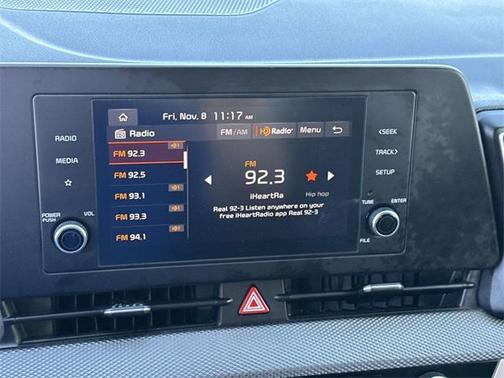 Fri, Nov. 8 11:17 AM
Radio FM/AM HD Radio Menu
FM 92.3
FM 92.5
FM 93.1
FM 93.3
FM 94.1
FM
92.3
iHeartRa Hip hop
Real 92-3 Listen anywhere on your
free iHeartRadio app Real 92-3
RADIO
MEDIA
POWER PUSH VOL
<SEEK
TRACK>
SETUP
TUNE ENTER
FILE